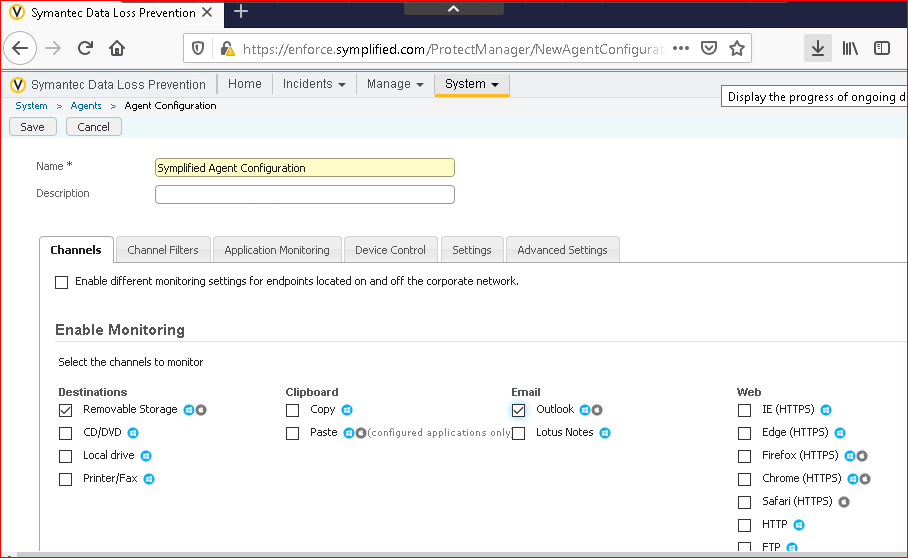 Symantec Data Loss Prevention
https://enforce.symplified.com/ProtectManager/NewAgentConfigurat
Symantec Data Loss Prevention Home Incidents Manage System
System > Agents > Agent Configuration
Display the progress of ongoing d
Save Cancel
Name *
Symplified Agent Configuration
Description
Channels Channel Filters Application Monitoring Device Control Settings Advanced Settings
Enable different monitoring settings for endpoints located on and off the corporate network.
Enable Monitoring
Select the channels to monitor
Destinations Clipboard Email Web
Removable Storage Copy Outlook IE (HTTPS)
CD/DVD Paste (configured applications only) Lotus Notes Edge (HTTPS)
Local drive Firefox (HTTPS)
Printer/Fax Chrome (HTTPS)
Safari (HTTPS)
HTTP
FTP